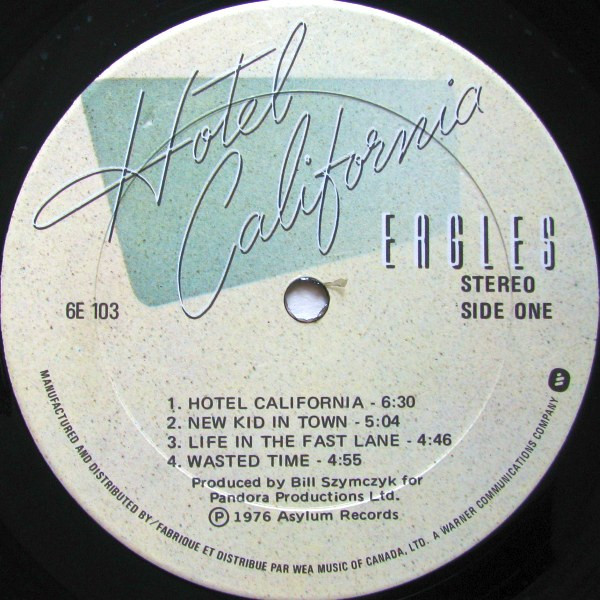 Hotel
California
EAGLES
STEREO
6E 103
SIDE ONE
1. HOTEL CALIFORNIA - 6:30
2. NEW KID IN TOWN - 5:04
3. LIFE IN THE FAST LANE - 4:46
4. WASTED TIME - 4:55
Produced by Bill Szymczyk for
Pandora Productions Ltd.
Ⓟ 1976 Asylum Records
MANUFACTURED AND DISTRIBUTED BY/FABRIQUE ET DISTRIBUE PAR WEA MUSIC OF CANADA, LTD. A WARNER COMMUNICATIONS COMPANY